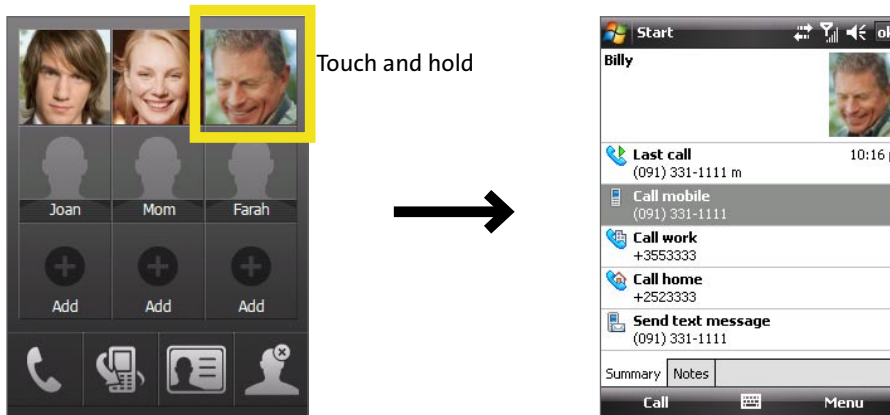 Touch and hold
Joan Mom Farah
Add Add Add
Start ok
Billy
Last call 10:16 p
(091) 331-1111 m
Call mobile
(091) 331-1111
Call work
+3553333
Call home
+2523333
Send text message
(091) 331-1111
Summary Notes
Call Menu